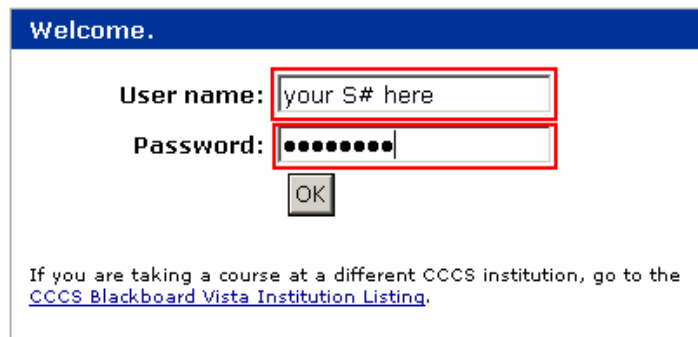 Welcome.
User name: your S# here
Password: ••••••••
OK
If you are taking a course at a different CCCS institution, go to the
CCCS Blackboard Vista Institution Listing.